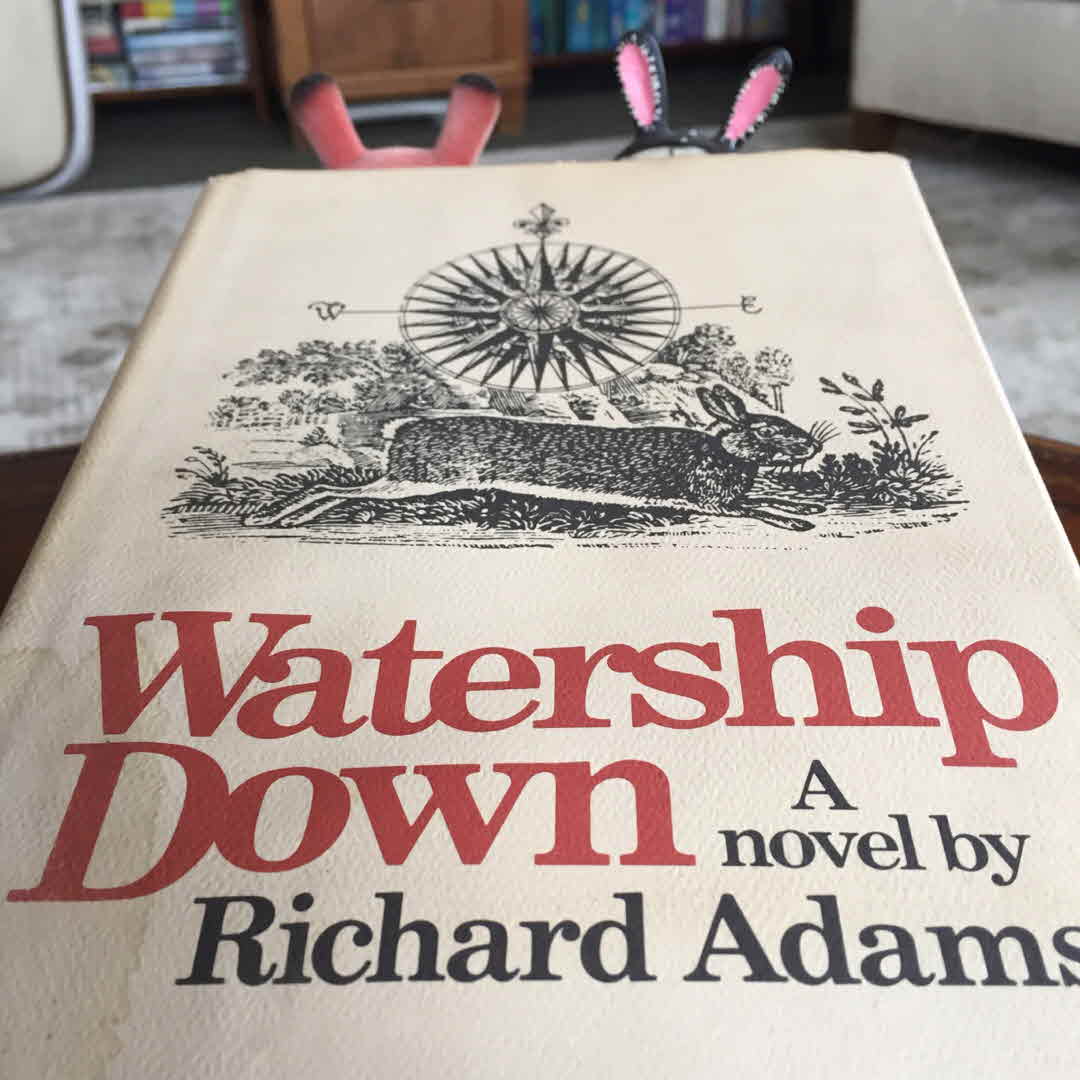 W E
Watership
Down
A
novel by
Richard Adams